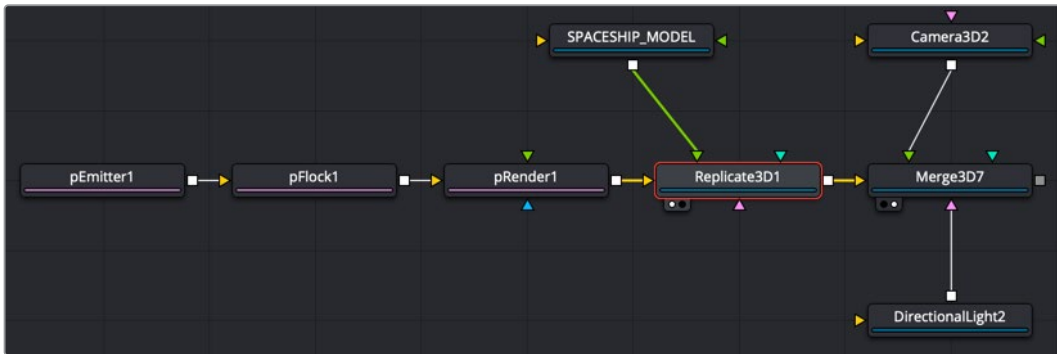 SPACESHIP_MODEL
Camera3D2
pEmitter1
pFlock1
pRender1
Replicate3D1
Merge3D7
DirectionalLight2